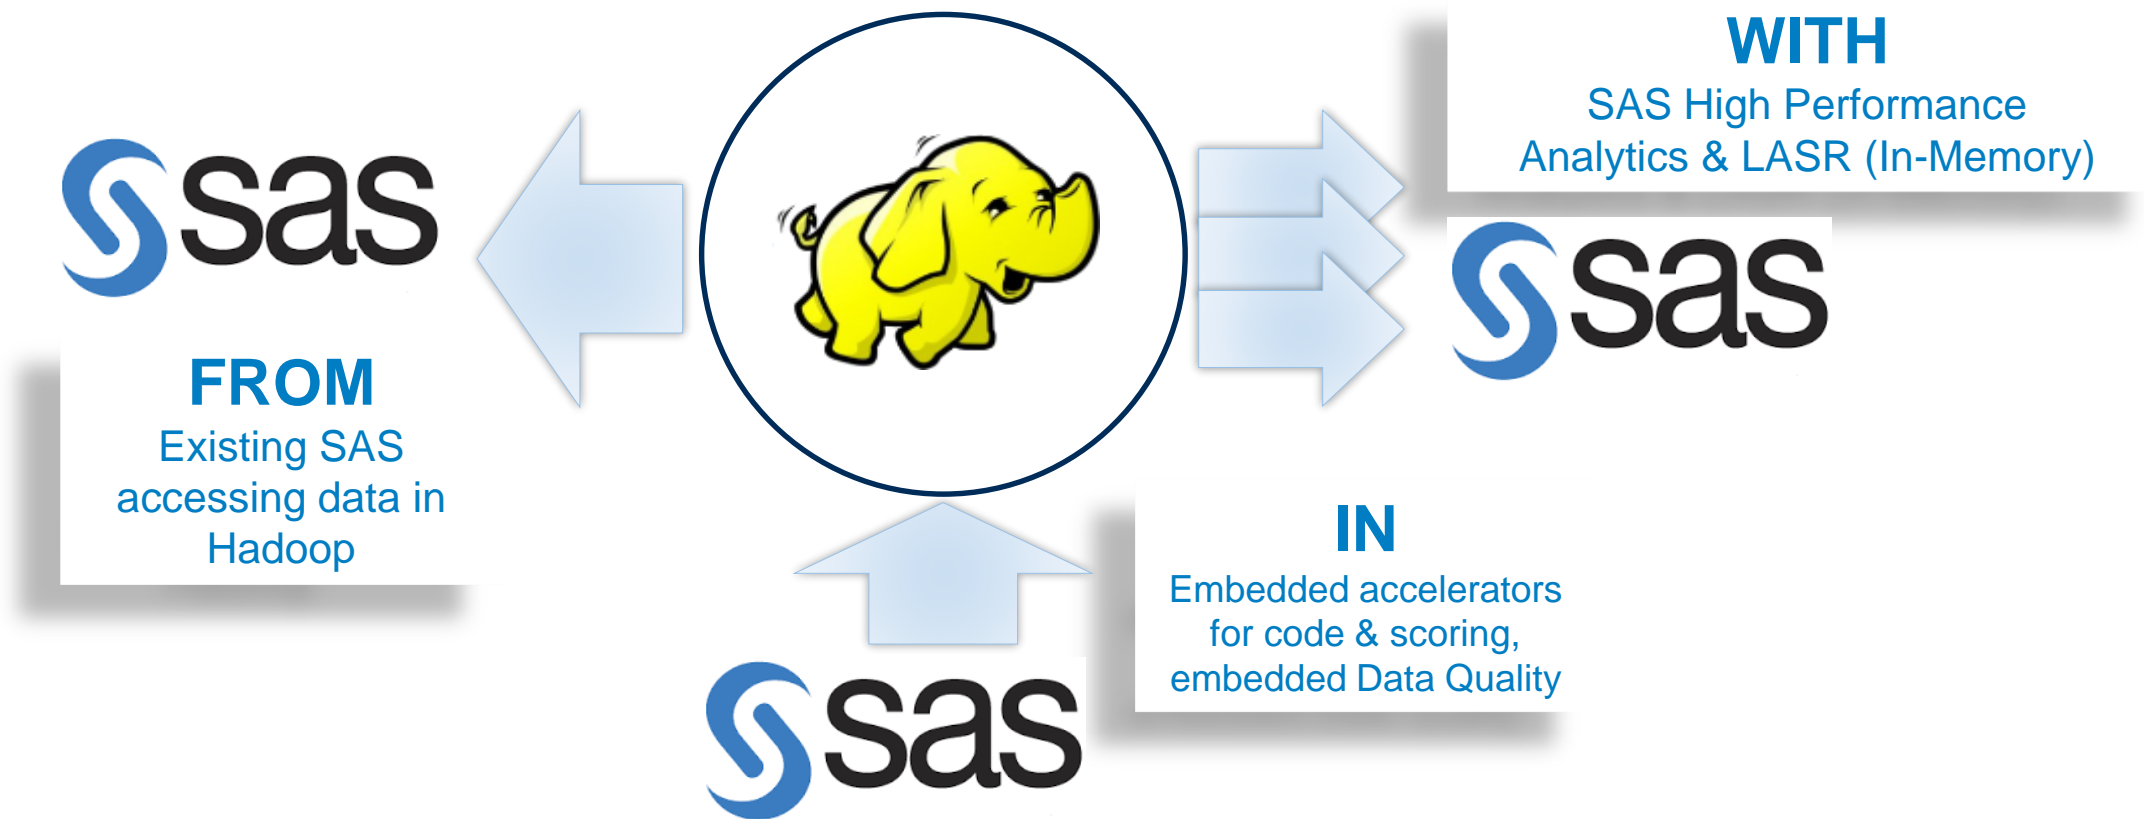 sas
FROM
Existing SAS
accessing data in
Hadoop
WITH
SAS High Performance
Analytics & LASR (In-Memory)
sas
IN
Embedded accelerators
for code & scoring,
embedded Data Quality
sas